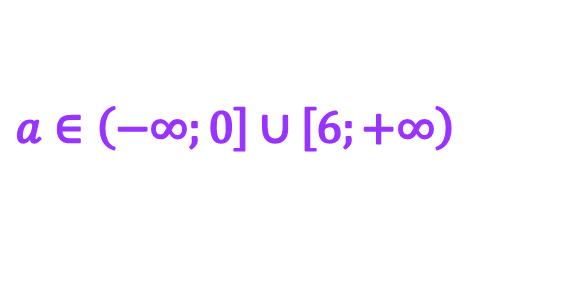 a ∈ (−∞; 0] ∪ [6; +∞)